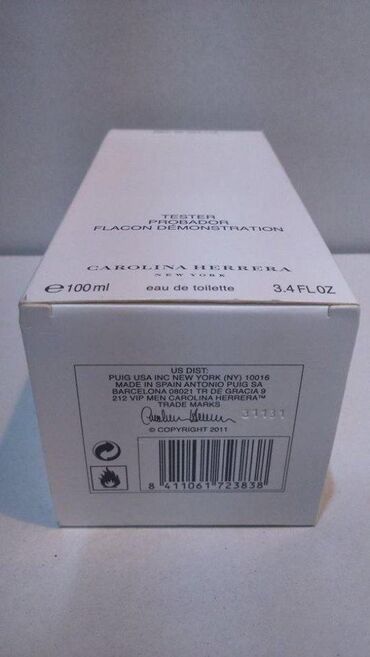 TESTER
PROBADOR
FLACON DÉMONSTRATION
CAROLINA HERRERA
NEW YORK
℮100ml eau de toilette 3.4 FL OZ
US DIST:
PUIG USA INC NEW YORK (NY) 10016
MADE IN SPAIN ANTONIO PUIG SA
BARCELONA 08021 TR DE GRACIA 9
212 VIP MEN CAROLINA HERRERA™
TRADE MARKS
Carolina Herrera 31131
© COPYRIGHT 2011
8 411061 723838